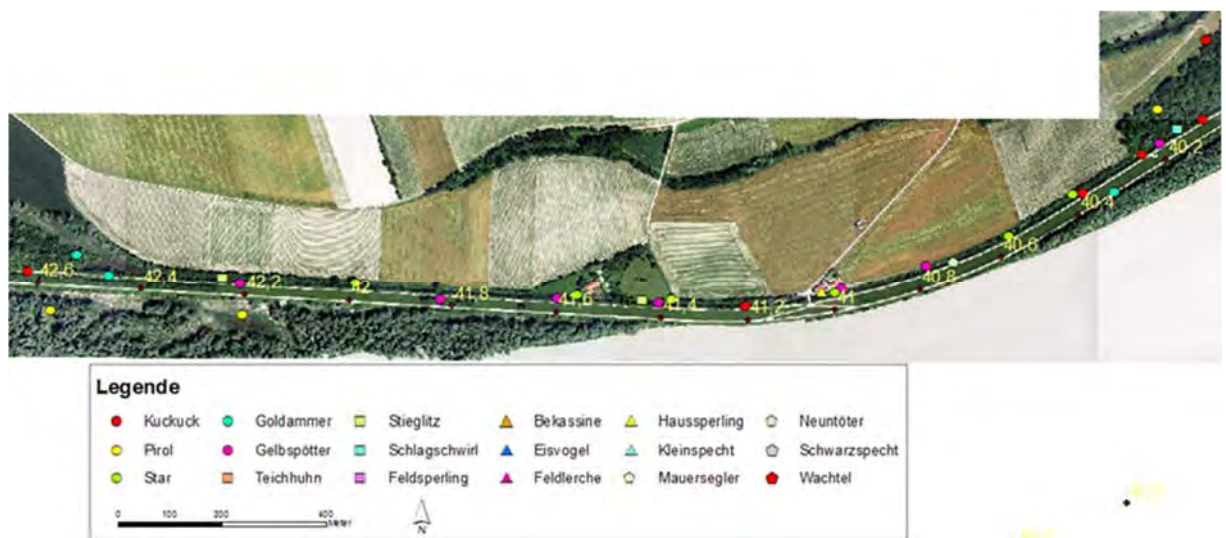 40,2
40,4
40,6
40,8
41
41,2
41,4
41,6
41,8
42
42,2
42,4
42,6
Legende
Kuckuck Goldammer Stieglitz Bekassine Haussperling Neuntöter
Pirol Gelbspötter Schlagschwirl Eisvogel Kleinspecht Schwarzspecht
Star Teichhuhn Feldsperling Feldlerche Mauersegler Wachtel
0 100 200 400
Meter
N